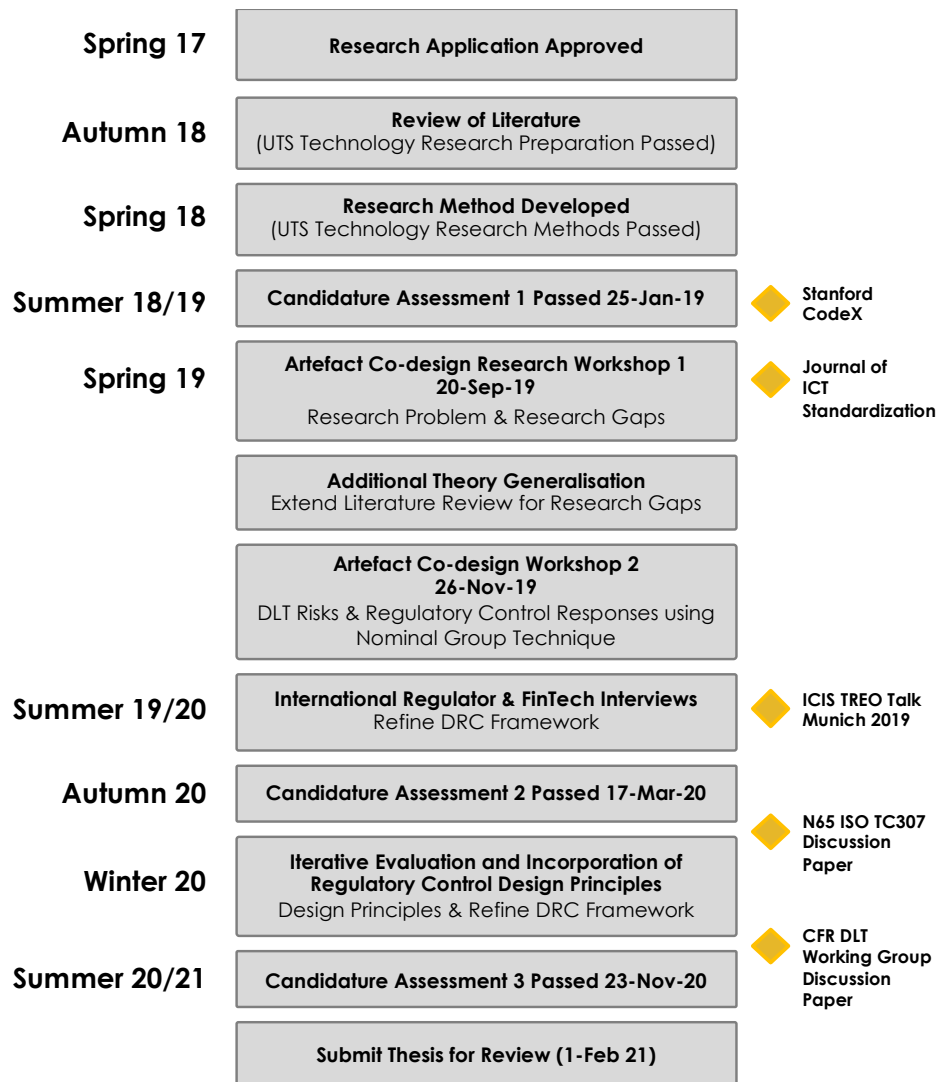 Spring 17
Research Application Approved
Autumn 18
Review of Literature
(UTS Technology Research Preparation Passed)
Spring 18
Research Method Developed
(UTS Technology Research Methods Passed)
Summer 18/19
Candidature Assessment 1 Passed 25-Jan-19
Stanford
CodeX
Spring 19
Artefact Co-design Research Workshop 1
20-Sep-19
Research Problem & Research Gaps
Journal of
ICT
Standardization
Additional Theory Generalisation
Extend Literature Review for Research Gaps
Artefact Co-design Workshop 2
26-Nov-19
DLT Risks & Regulatory Control Responses using
Nominal Group Technique
Summer 19/20
International Regulator & FinTech Interviews
Refine DRC Framework
ICIS TREO Talk
Munich 2019
Autumn 20
Candidature Assessment 2 Passed 17-Mar-20
N65 ISO TC307
Discussion
Paper
Winter 20
Iterative Evaluation and Incorporation of
Regulatory Control Design Principles
Design Principles & Refine DRC Framework
CFR DLT
Working Group
Discussion
Paper
Summer 20/21
Candidature Assessment 3 Passed 23-Nov-20
Submit Thesis for Review (1-Feb 21)